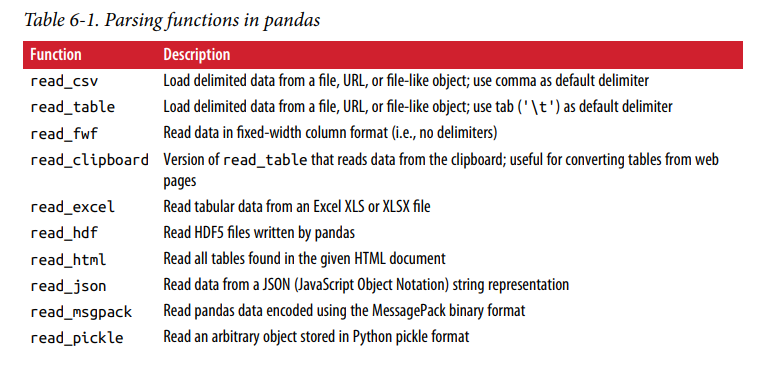 Table 6-1. Parsing functions in pandas
Function Description
read_csv Load delimited data from a file, URL, or file-like object; use comma as default delimiter
read_table Load delimited data from a file, URL, or file-like object; use tab ('\t') as default delimiter
read_fwf Read data in fixed-width column format (i.e., no delimiters)
read_clipboard Version of read_table that reads data from the clipboard; useful for converting tables from web
pages
read_excel Read tabular data from an Excel XLS or XLSX file
read_hdf Read HDF5 files written by pandas
read_html Read all tables found in the given HTML document
read_json Read data from a JSON (JavaScript Object Notation) string representation
read_msgpack Read pandas data encoded using the MessagePack binary format
read_pickle Read an arbitrary object stored in Python pickle format